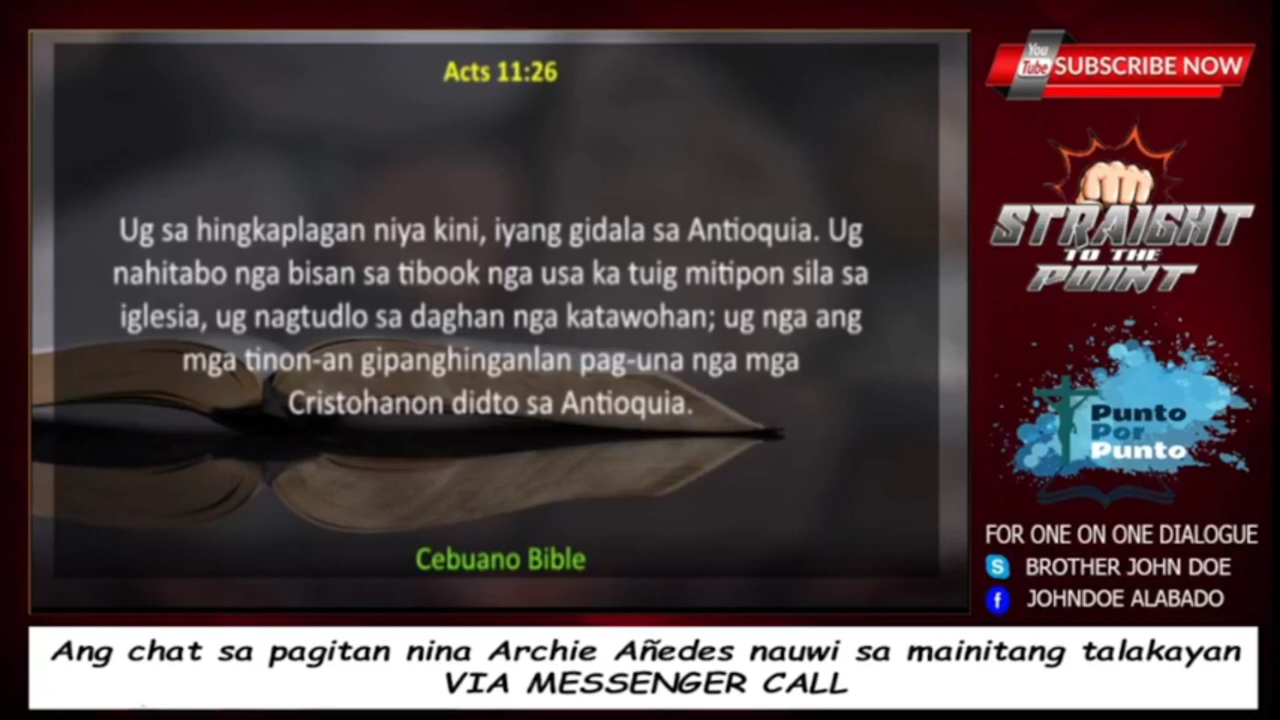 Acts 11:26
Ug sa hingkaplagan niya kini, iyang gidala sa Antioquia. Ug
nahitabo nga bisan sa tibook nga usa ka tuig mitipon sila sa
iglesia, ug nagtudlo sa daghan nga katawohan; ug nga ang
mga tinon-an gipanghinganlan pag-una nga mga
Cristohanon didto sa Antioquia.
Cebuano Bible
You
Tube
SUBSCRIBE NOW
STRAIGHT
TO THE
POINT
Punto
Por
Punto
FOR ONE ON ONE DIALOGUE
BROTHER JOHN DOE
JOHNDOE ALABADO
Ang chat sa pagitan nina Archie Añedes nauwi sa mainitang talakayan
VIA MESSENGER CALL